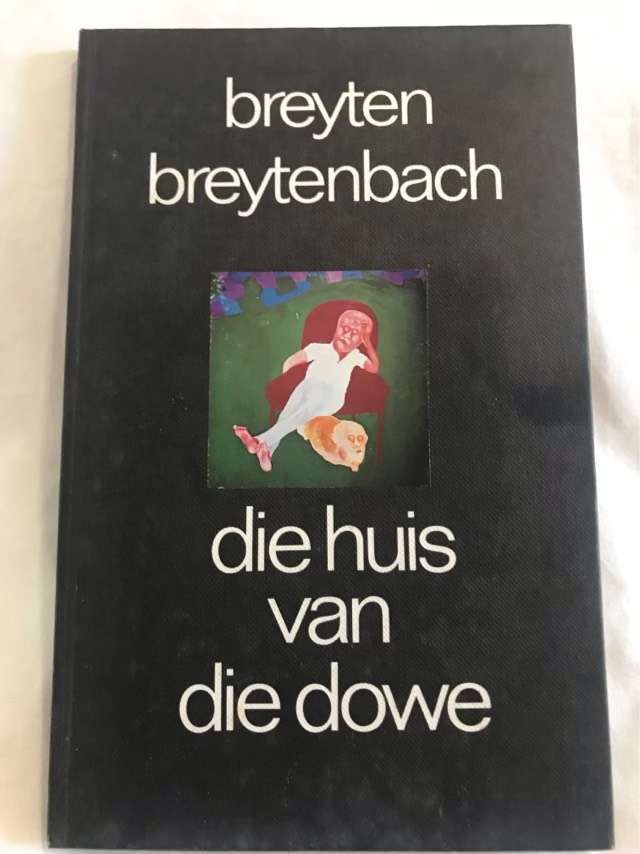 breyten
breytenbach
die huis
van
die dowe